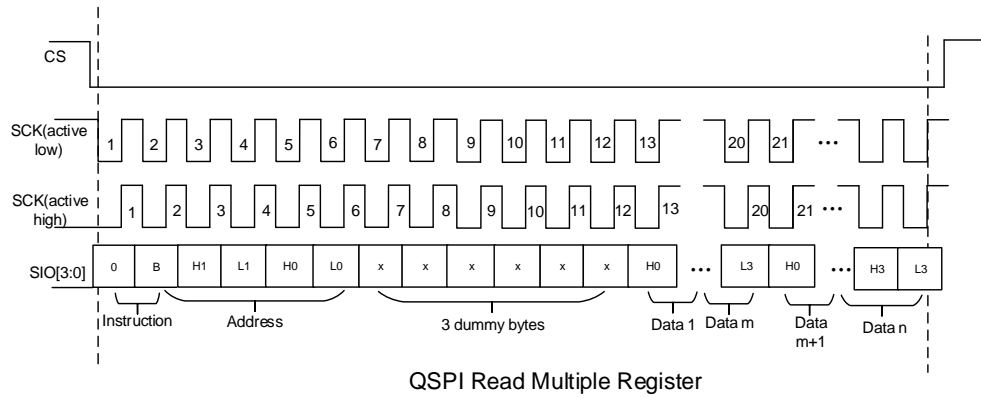 CS
SCK(active
low)
1 2 3 4 5 6 7 8 9 10 11 12 13 20 21 •••
SCK(active
high)
1 2 3 4 5 6 7 8 9 10 11 12 13 20 21 •••
SIO[3:0] 0 B H1 L1 H0 L0 x x x x x x H0 ••• L3 H0 ••• H3 L3
Instruction Address 3 dummy bytes Data 1 Data m Data Data n
m+1
QSPI Read Multiple Register